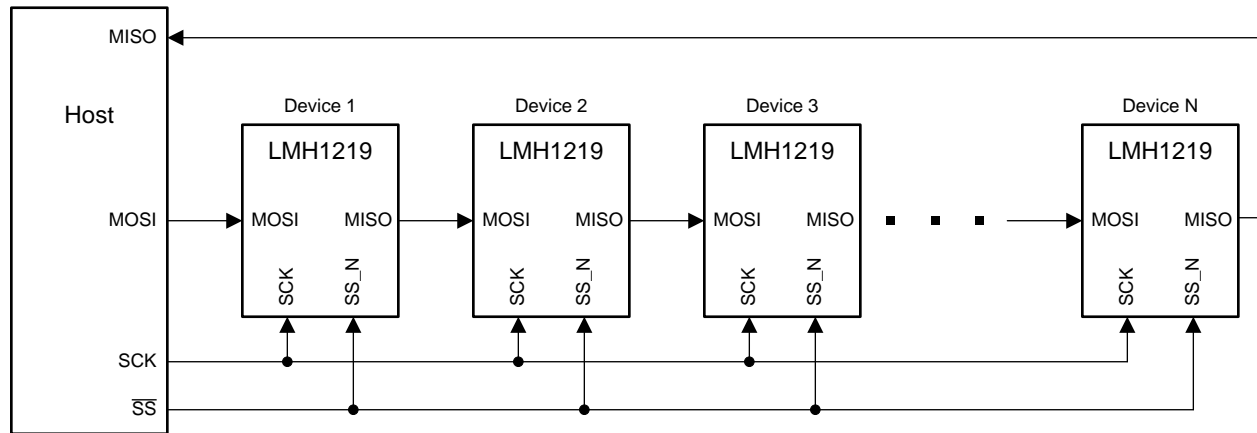 MISO
Host
Device 1 Device 2 Device 3 Device N
LMH1219 LMH1219 LMH1219 LMH1219
MOSI MOSI MISO MOSI MISO MOSI MISO MOSI MISO
SCK SS_N SCK SS_N SCK SS_N SCK SS_N
SCK
S̅S̅